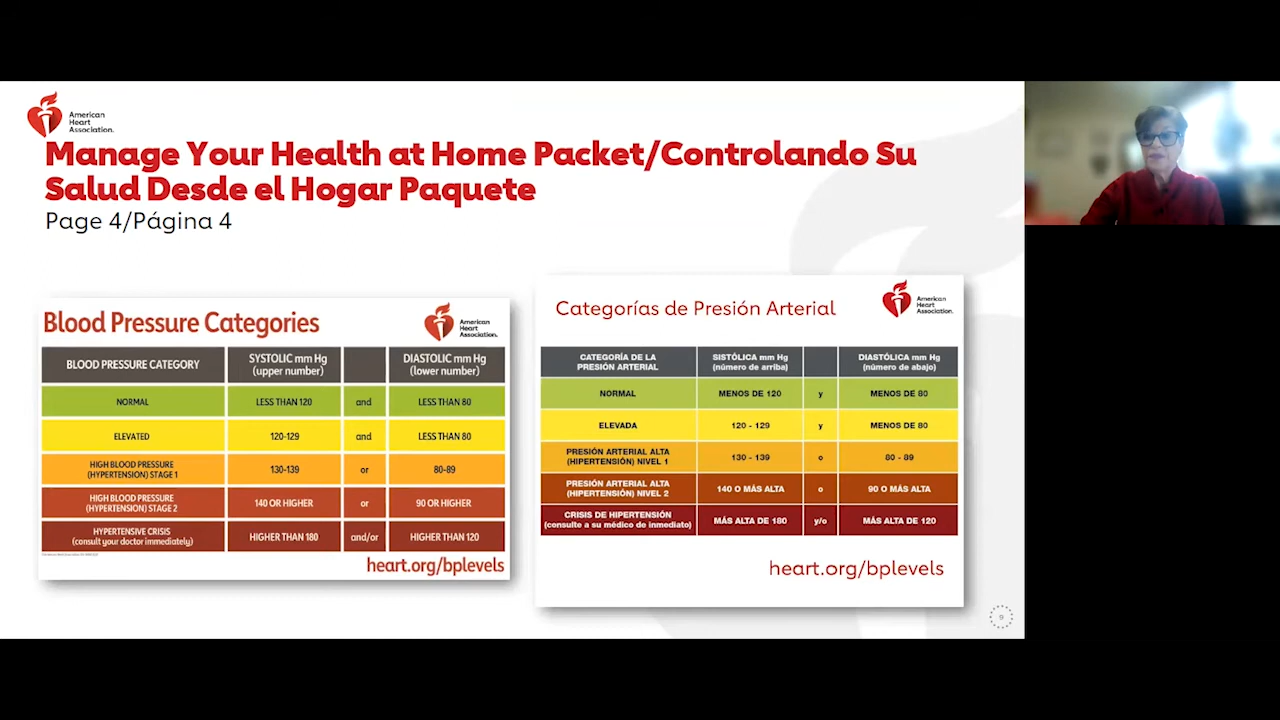 American
Heart
Association.
Manage Your Health at Home Packet/Controlando Su
Salud Desde el Hogar Paquete
Page 4/Página 4
Blood Pressure Categories
American
Heart
Association.
BLOOD PRESSURE CATEGORY
SYSTOLIC mm Hg
(upper number)
DIASTOLIC mm Hg
(lower number)
NORMAL
LESS THAN 120
and
LESS THAN 80
ELEVATED
120-129
and
LESS THAN 80
HIGH BLOOD PRESSURE
(HYPERTENSION) STAGE 1
130-139
or
80-89
HIGH BLOOD PRESSURE
(HYPERTENSION) STAGE 2
140 OR HIGHER
or
90 OR HIGHER
HYPERTENSIVE CRISIS
(consult your doctor immediately)
HIGHER THAN 180
and/or
HIGHER THAN 120
heart.org/bplevels
Categorías de Presión Arterial
American
Heart
Association.
CATEGORÍA DE LA
PRESIÓN ARTERIAL
SISTÓLICA mm Hg
(número de arriba)
DIASTÓLICA mm Hg
(número de abajo)
NORMAL
MENOS DE 120
y
MENOS DE 80
ELEVADA
120 - 129
y
MENOS DE 80
PRESIÓN ARTERIAL ALTA
(HIPERTENSIÓN) NIVEL 1
130 - 139
o
80 - 89
PRESIÓN ARTERIAL ALTA
(HIPERTENSIÓN) NIVEL 2
140 O MÁS ALTA
o
90 O MÁS ALTA
CRISIS DE HIPERTENSIÓN
(consulte a su médico de inmediato)
MÁS ALTA DE 180
y/o
MÁS ALTA DE 120
heart.org/bplevels
9